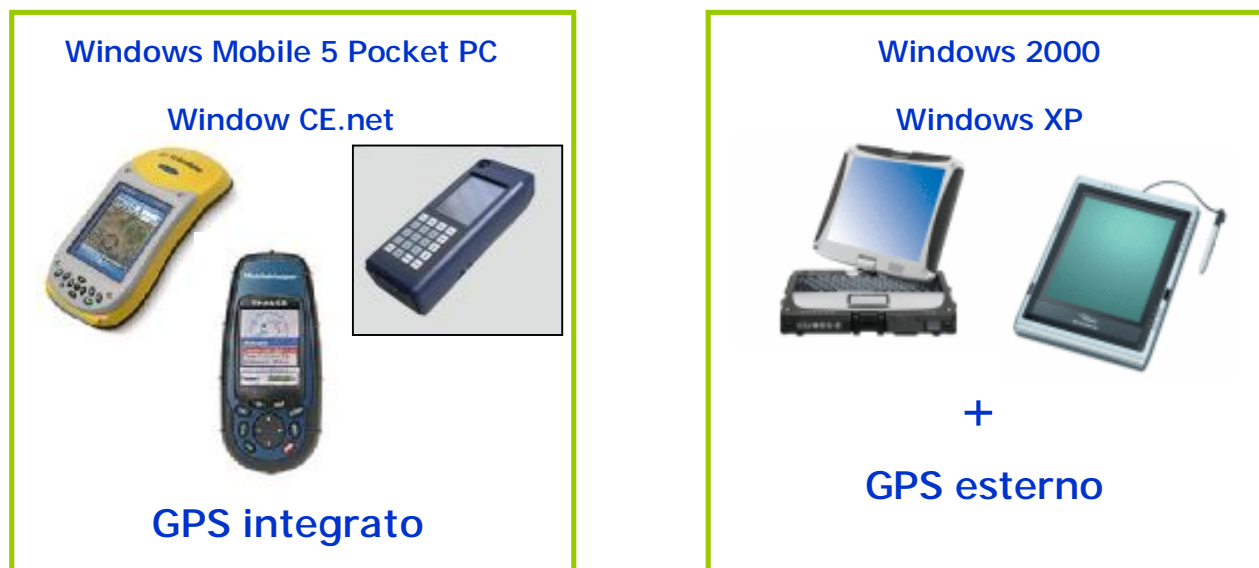 Windows Mobile 5 Pocket PC
Window CE.net
GPS integrato
Windows 2000
Windows XP
+
GPS esterno